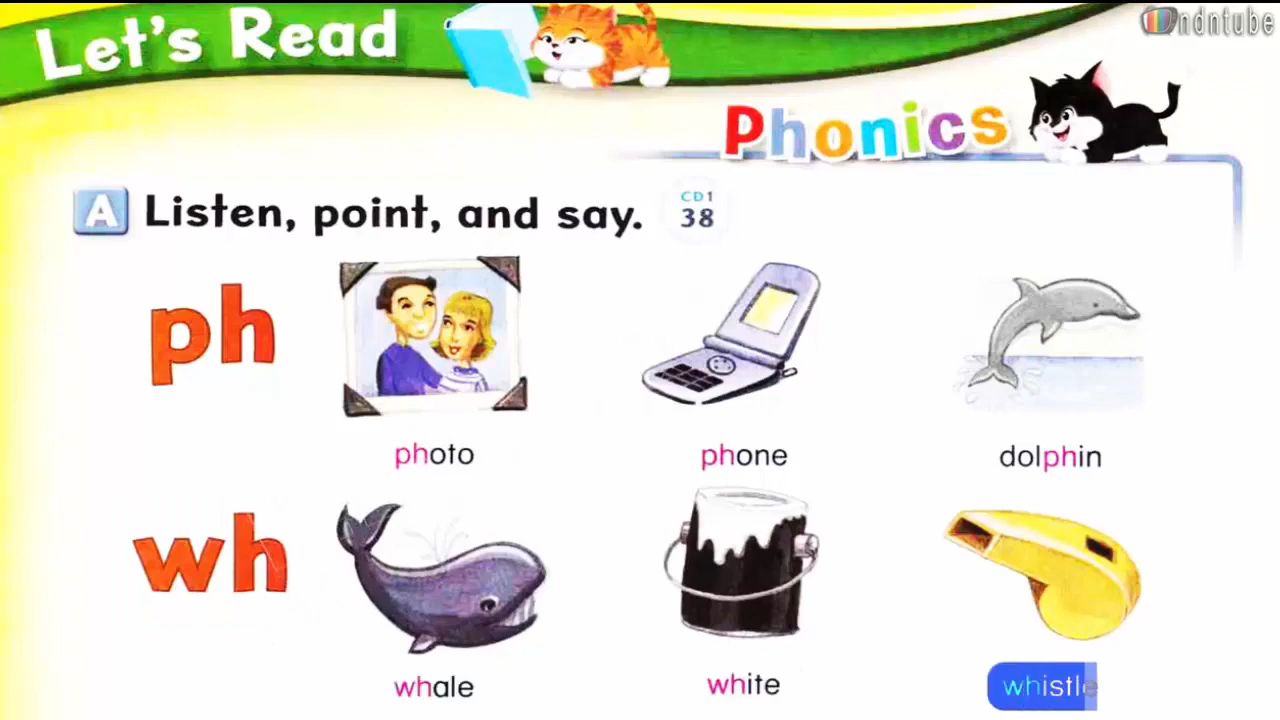 Let's Read
ndntube
Phonics
A Listen, point, and say. CD1 38
ph
photo phone dolphin
wh
whale white whistle